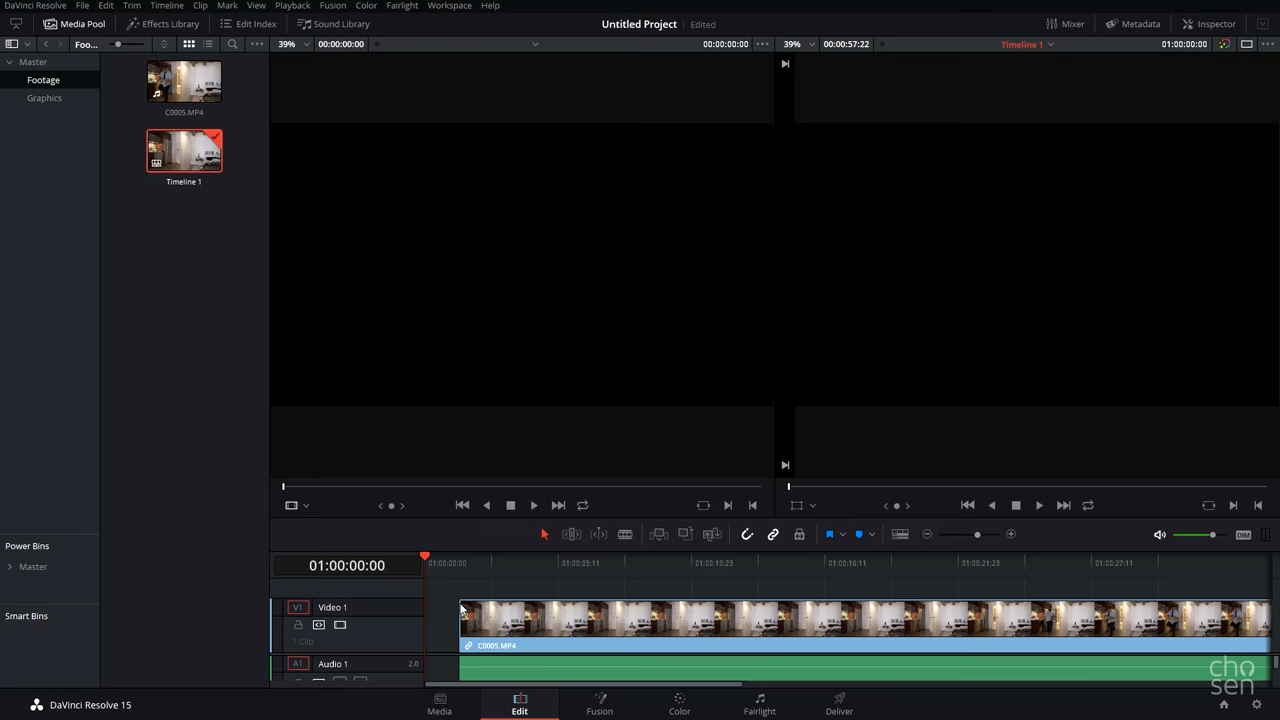 DaVinci Resolve File Edit Trim Timeline Clip Mark View Playback Fusion Color Fairlight Workspace Help
Media Pool Effects Library Edit Index Sound Library Untitled Project Edited Mixer Metadata Inspector
Foo... 39% 00:00:00:00 00:00:00:00 39% 00:00:57:22 Timeline 1 01:00:00:00
Master
Footage
Graphics
C0005.MP4
Timeline 1
Power Bins
Master
Smart Bins
DIM
01:00:00:00 01:00:00:00 01:00:05:11 01:00:10:23 01:00:16:11 01:00:21:23 01:00:27:11
V1 Video 1
1 Clip
C0005.MP4
A1 Audio 1 2.0
chosen
DaVinci Resolve 15 Media Edit Fusion Color Fairlight Deliver